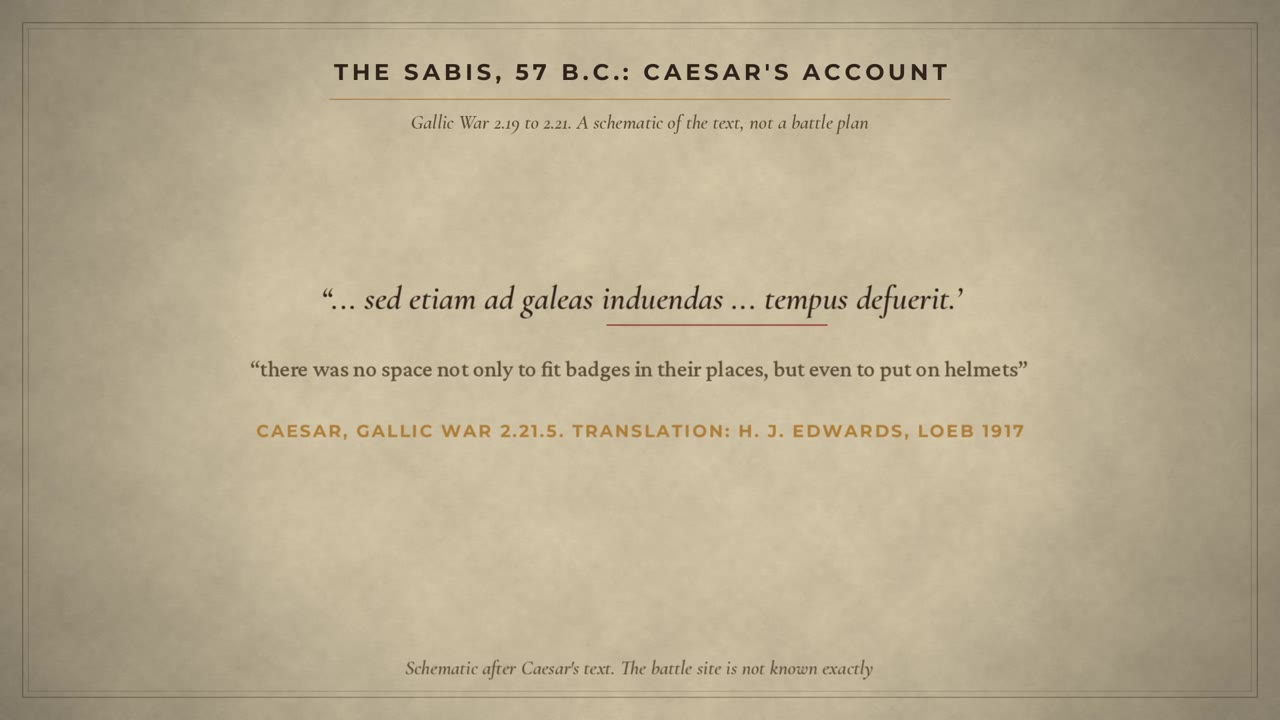 THE SABIS, 57 B.C.: CAESAR'S ACCOUNT
Gallic War 2.19 to 2.21. A schematic of the text, not a battle plan
“... sed etiam ad galeas induendas ... tempus defuerit.’
“there was no space not only to fit badges in their places, but even to put on helmets”
CAESAR, GALLIC WAR 2.21.5. TRANSLATION: H. J. EDWARDS, LOEB 1917
Schematic after Caesar's text. The battle site is not known exactly